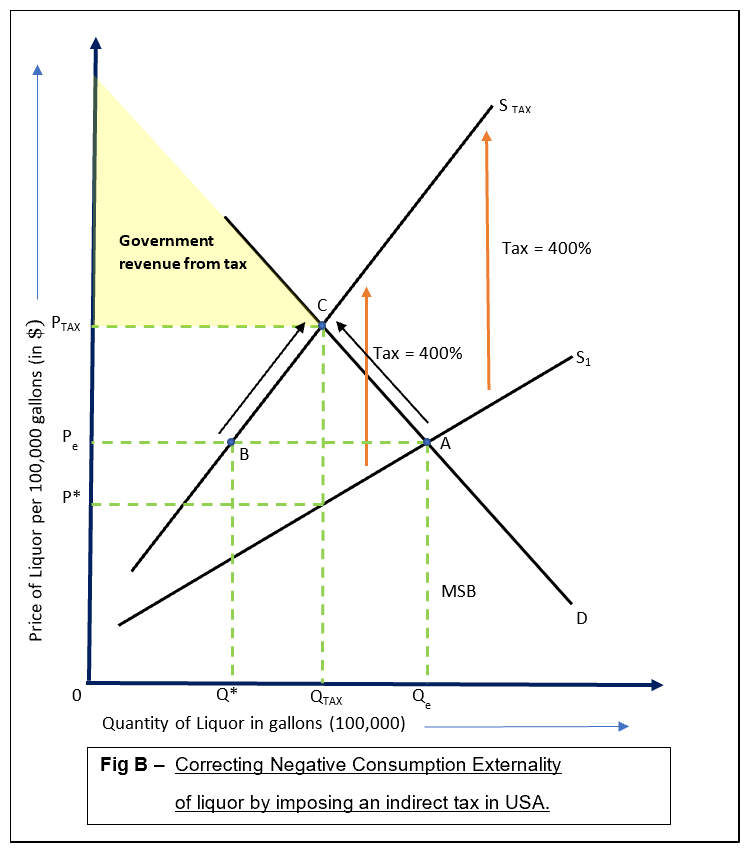 S TAX
Tax = 400%
Government
revenue from tax
C
PTAX
Tax = 400%
S1
Pe
B
A
P*
MSB
D
0
Q*
QTAX
Qe
Price of Liquor per 100,000 gallons (in $)
Quantity of Liquor in gallons (100,000)
Fig B – Correcting Negative Consumption Externality
of liquor by imposing an indirect tax in USA.